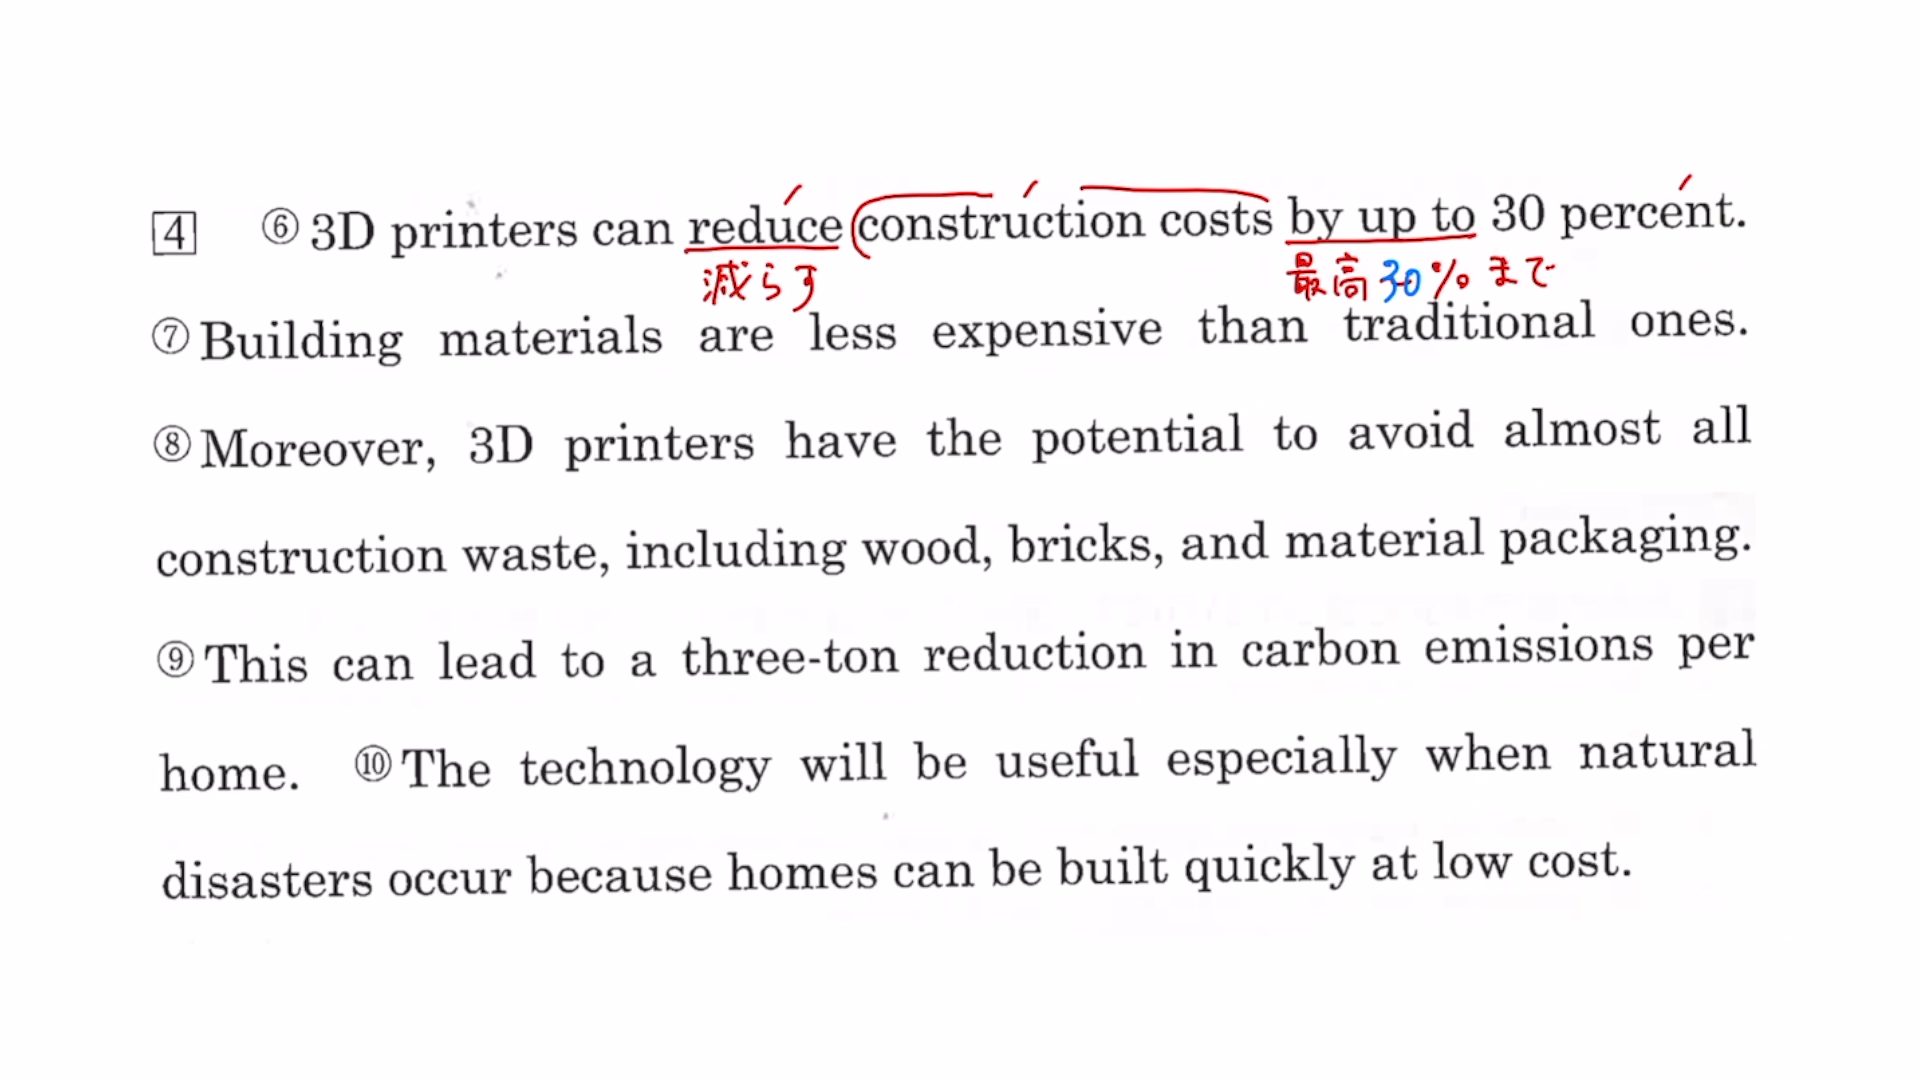 4 ⑥ 3D printers can reduce construction costs by up to 30 percent.
減らす 最高30%まで
⑦ Building materials are less expensive than traditional ones.
⑧ Moreover, 3D printers have the potential to avoid almost all
construction waste, including wood, bricks, and material packaging.
⑨ This can lead to a three-ton reduction in carbon emissions per
home. ⑩ The technology will be useful especially when natural
disasters occur because homes can be built quickly at low cost.